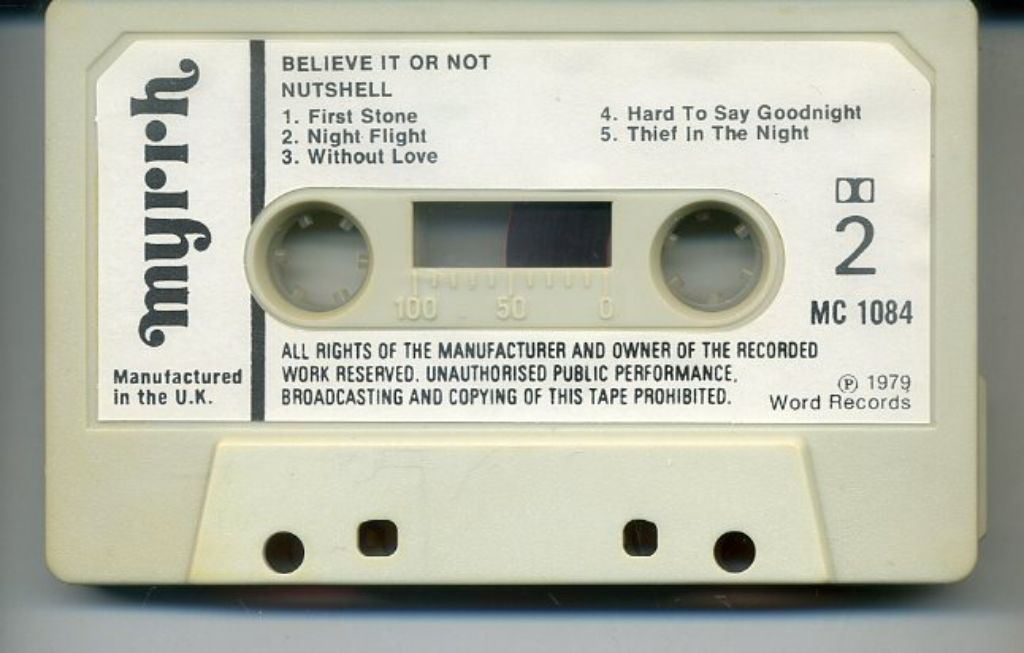 myrrh
Manufactured
in the U.K.
BELIEVE IT OR NOT
NUTSHELL
1. First Stone
2. Night Flight
3. Without Love
4. Hard To Say Goodnight
5. Thief In The Night
2
MC 1084
100 50 0
ALL RIGHTS OF THE MANUFACTURER AND OWNER OF THE RECORDED
WORK RESERVED. UNAUTHORISED PUBLIC PERFORMANCE,
BROADCASTING AND COPYING OF THIS TAPE PROHIBITED.
℗ 1979
Word Records